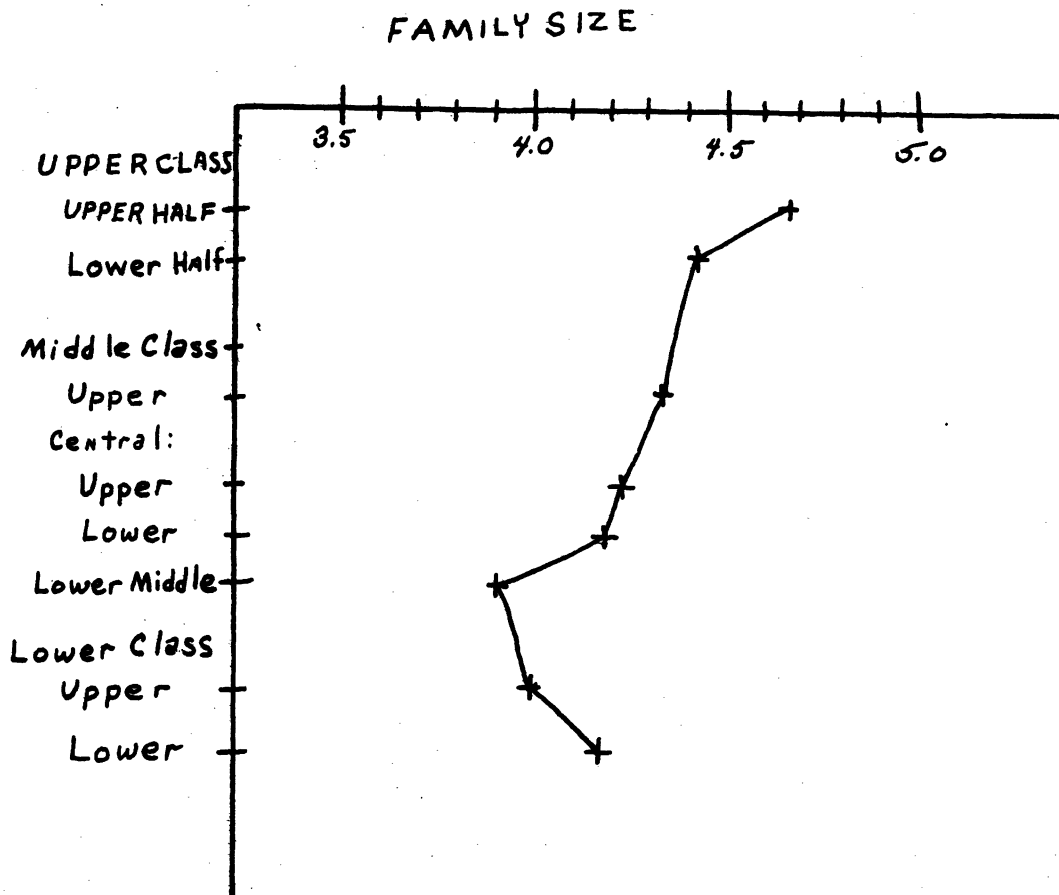 FAMILY SIZE
3.5 4.0 4.5 5.0
UPPER CLASS
UPPER HALF
Lower Half
Middle Class
Upper
Central:
Upper
Lower
Lower Middle
Lower Class
Upper
Lower